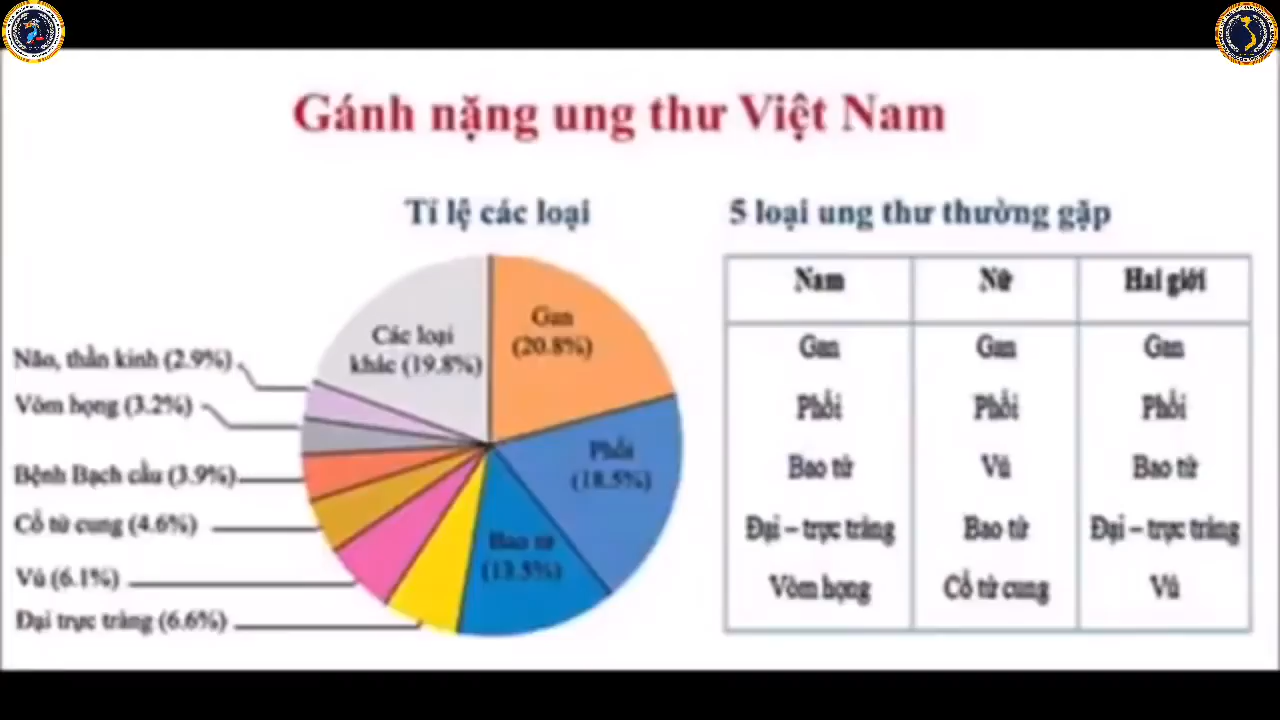 Gánh nặng ung thư Việt Nam
Tỉ lệ các loại
Gan
(20.8%)
Phổi
(18.5%)
Bao tử
(13.5%)
Các loại
khác (19.8%)
Não, thần kinh (2.9%)
Vòm họng (3.2%)
Bệnh Bạch cầu (3.9%)
Cổ tử cung (4.6%)
Vú (6.1%)
Đại trực tràng (6.6%)
5 loại ung thư thường gặp
Nam Nữ Hai giới
Gan Gan Gan
Phổi Phổi Phổi
Bao tử Vú Bao tử
Đại – trực tràng Bao tử Đại – trực tràng
Vòm họng Cổ tử cung Vú